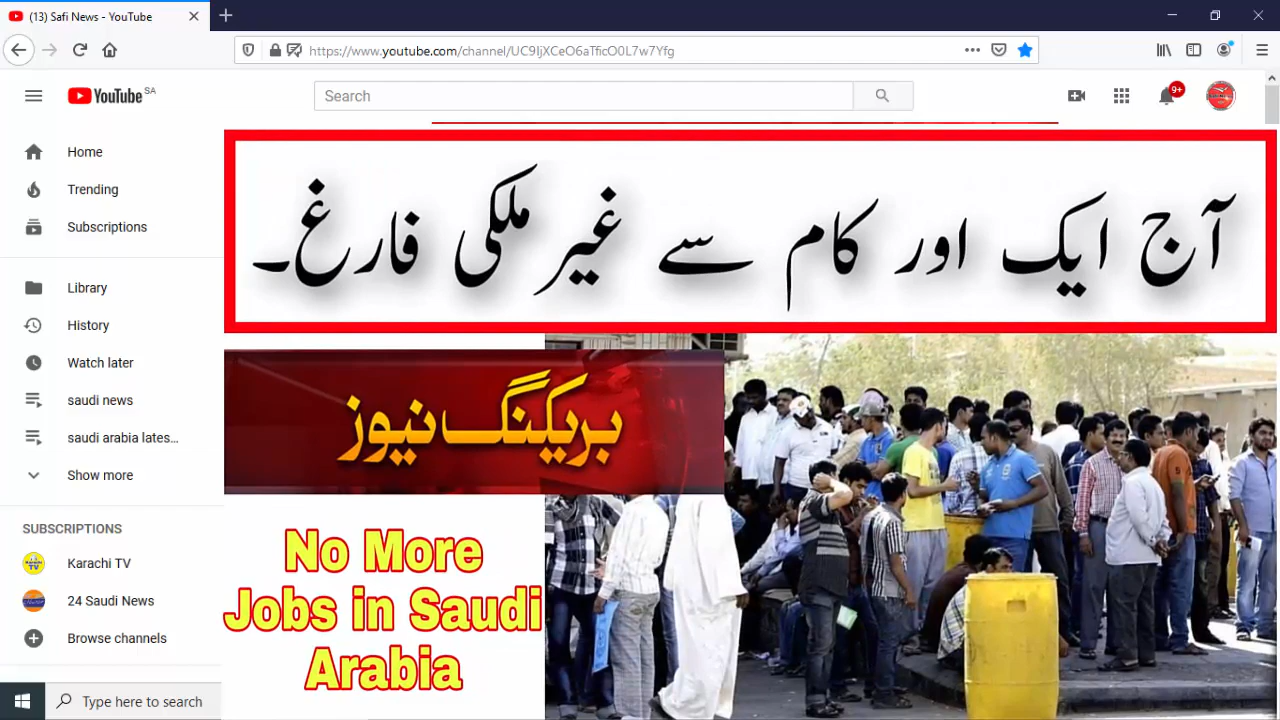 (13) Safi News - YouTube
https://www.youtube.com/channel/UC9IjXCeO6aTficO0L7w7Yfg
YouTube SA
Search
9+
Home
Trending
Subscriptions
Library
History
Watch later
saudi news
saudi arabia lates...
Show more
SUBSCRIPTIONS
Karachi TV
24 Saudi News
Browse channels
Type here to search
آج ایک اور کام سے غیر ملکی فارغ۔
بریکنگ نیوز
No More
Jobs in Saudi
Arabia